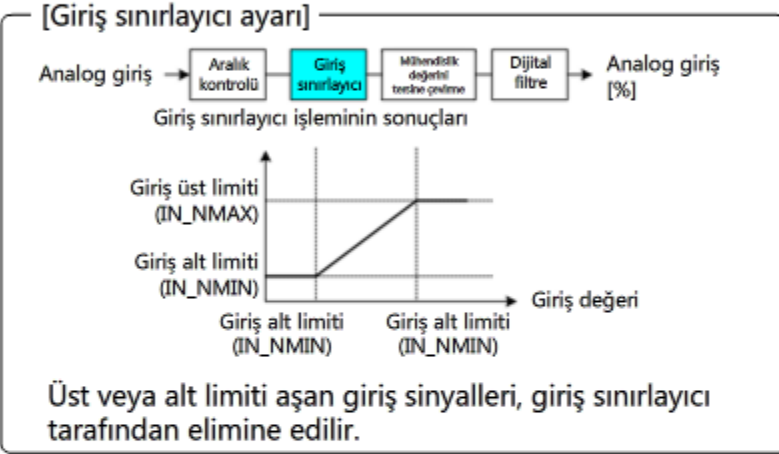 [Giriş sınırlayıcı ayarı]
Analog giriş
Aralık
kontrolü
Giriş
sınırlayıcı
Mühendislik
değerini
tersine çevirme
Dijital
filtre
Analog giriş
[%]
Giriş sınırlayıcı işleminin sonuçları
Giriş üst limiti
(IN_NMAX)
Giriş alt limiti
(IN_NMIN)
Giriş değeri
Giriş alt limiti
(IN_NMIN)
Giriş alt limiti
(IN_NMIN)
Üst veya alt limiti aşan giriş sinyalleri, giriş sınırlayıcı
tarafından elimine edilir.